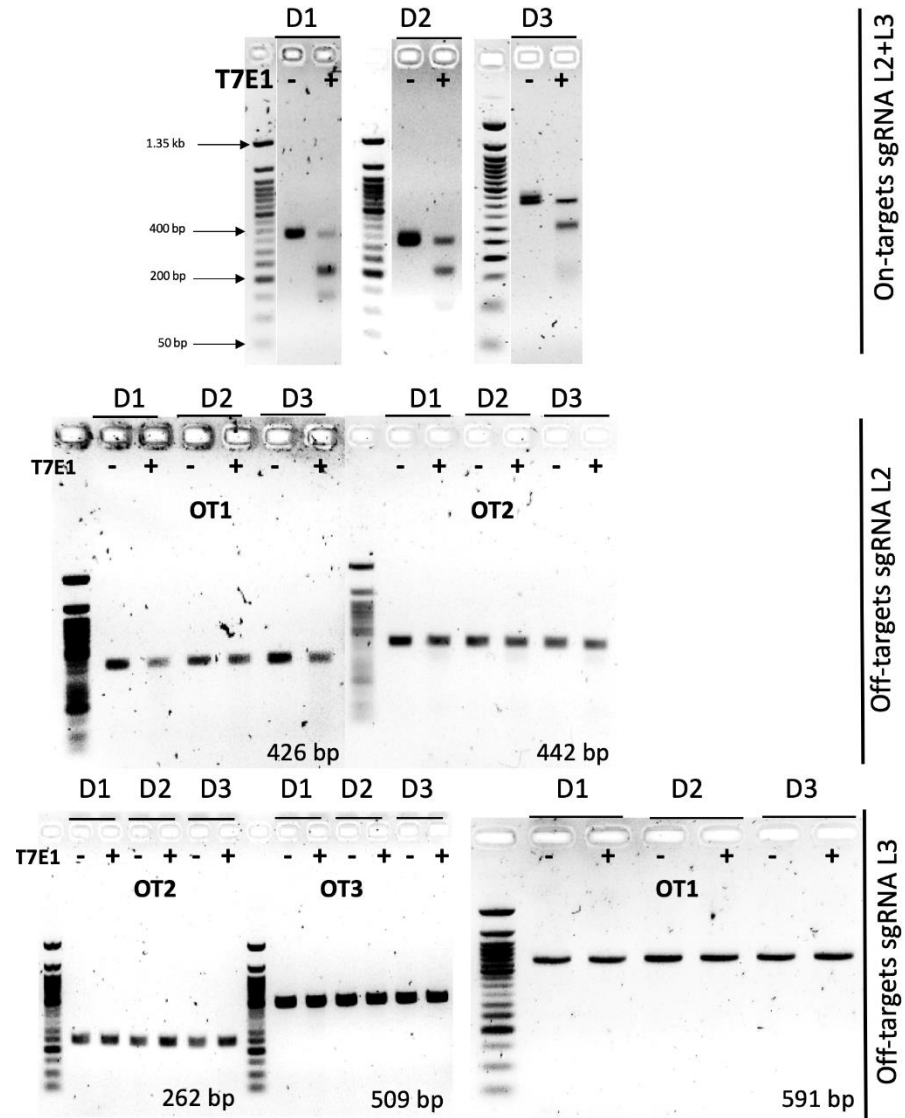 D1 D2 D3
T7E1 - + - + - +
1.35 kb
400 bp
200 bp
50 bp
On-targets sgRNA L2+L3
D1 D2 D3 D1 D2 D3
T7E1 - + - + - + - + - + - +
OT1 OT2
426 bp 442 bp
Off-targets sgRNA L2
D1 D2 D3 D1 D2 D3 D1 D2 D3
T7E1 - + - + - + - + - + - + - + - + - +
OT2 OT3 OT1
262 bp 509 bp 591 bp
Off-targets sgRNA L3